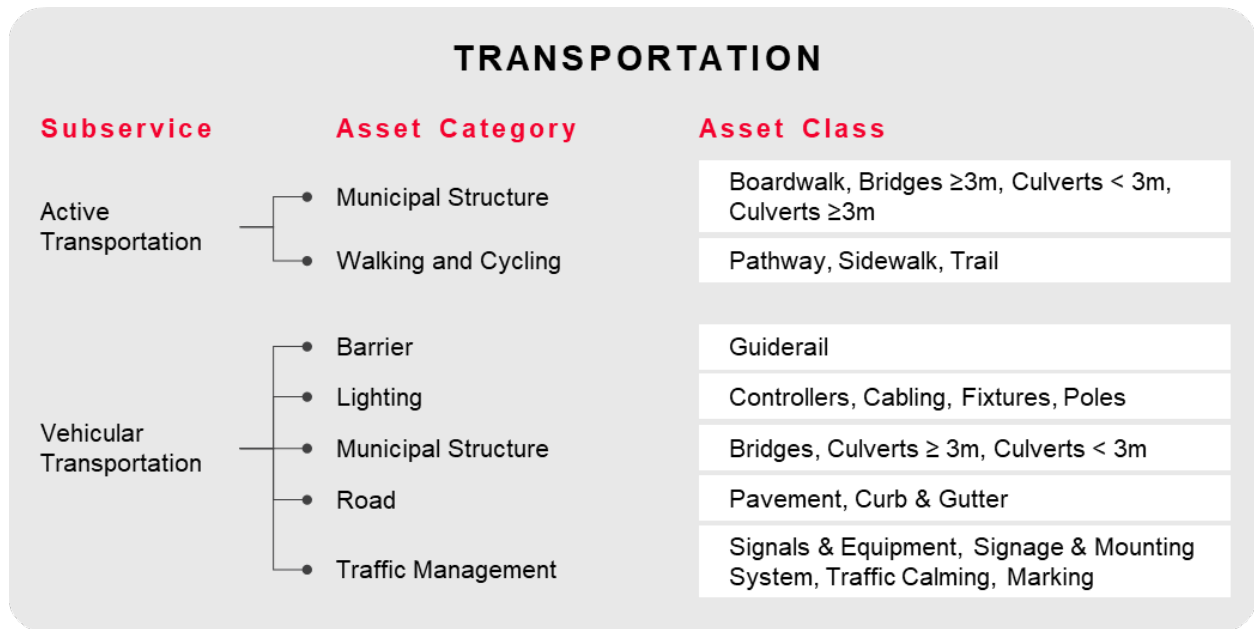 TRANSPORTATION
Subservice Asset Category Asset Class
Active
Transportation
Municipal Structure
Boardwalk, Bridges ≥3m, Culverts < 3m,
Culverts ≥3m
Walking and Cycling
Pathway, Sidewalk, Trail
Vehicular
Transportation
Barrier
Guiderail
Lighting
Controllers, Cabling, Fixtures, Poles
Municipal Structure
Bridges, Culverts ≥ 3m, Culverts < 3m
Road
Pavement, Curb & Gutter
Traffic Management
Signals & Equipment, Signage & Mounting
System, Traffic Calming, Marking